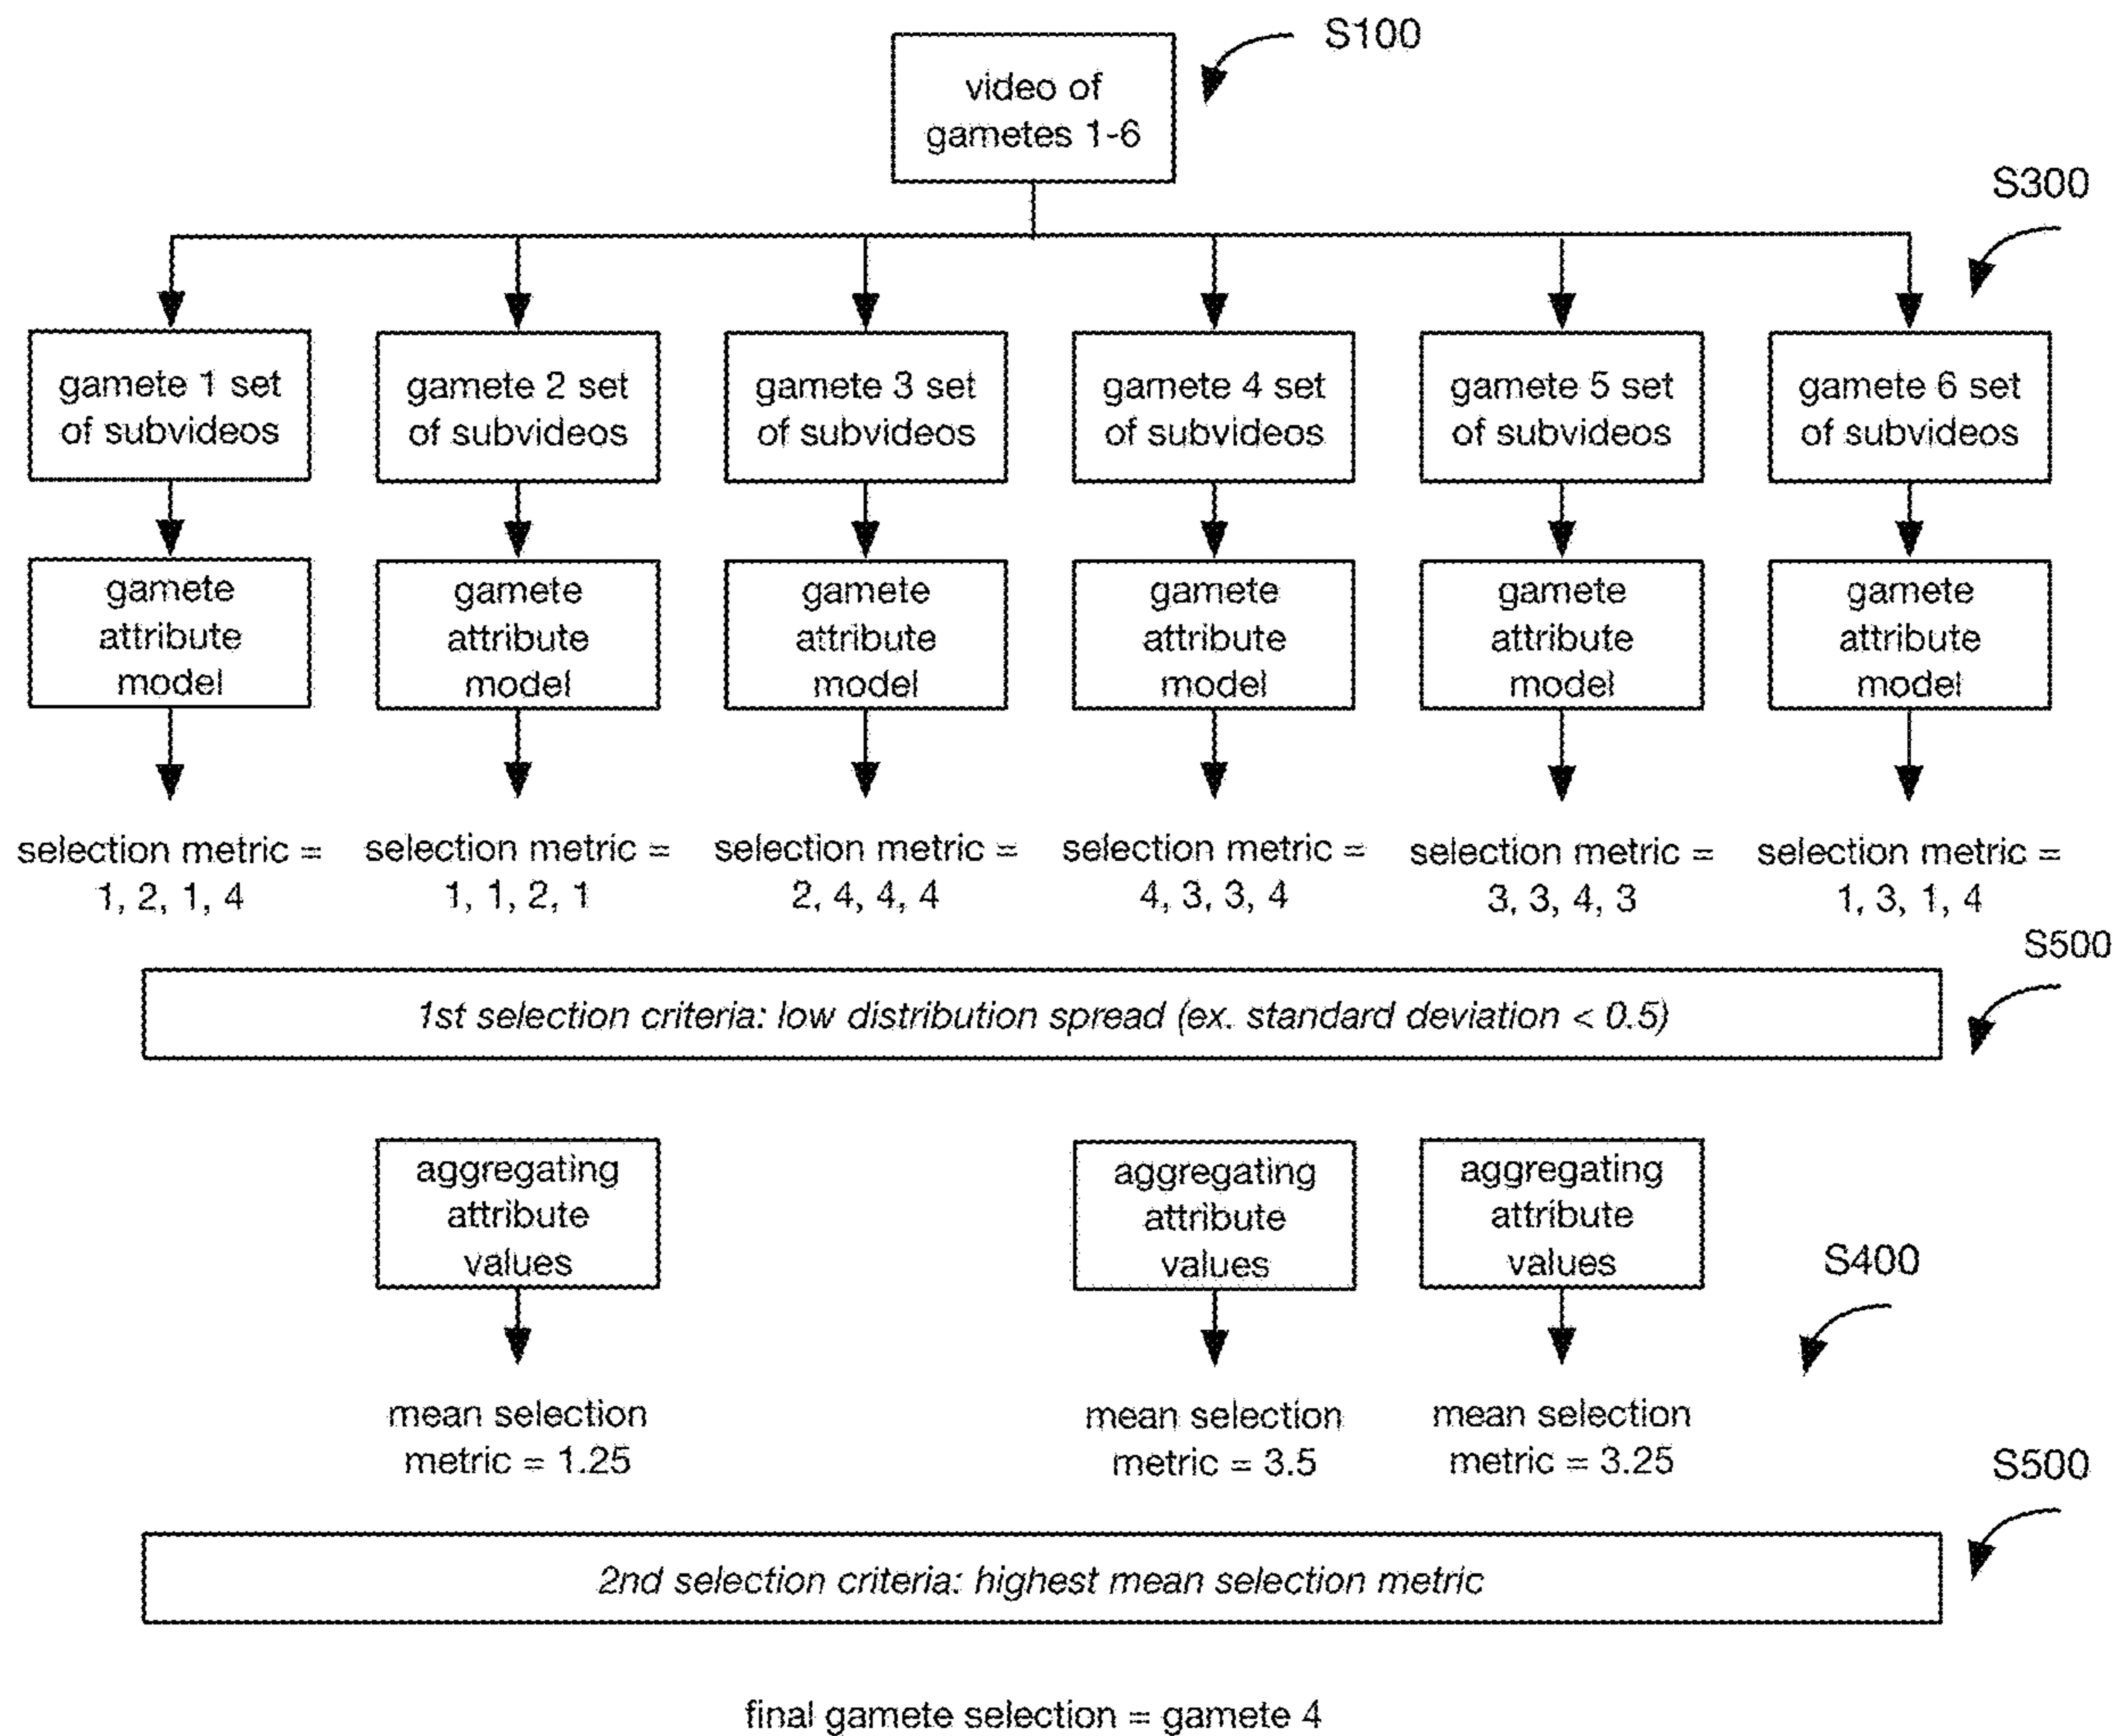 S100
video of
gametes 1-6
S300
gamete 1 set
of subvideos
gamete 2 set
of subvideos
gamete 3 set
of subvideos
gamete 4 set
of subvideos
gamete 5 set
of subvideos
gamete 6 set
of subvideos
gamete
attribute
model
gamete
attribute
model
gamete
attribute
model
gamete
attribute
model
gamete
attribute
model
gamete
attribute
model
selection metric =
1, 2, 1, 4
selection metric =
1, 1, 2, 1
selection metric =
2, 4, 4, 4
selection metric =
4, 3, 3, 4
selection metric =
3, 3, 4, 3
selection metric =
1, 3, 1, 4
S500
1st selection criteria: low distribution spread (ex. standard deviation < 0.5)
aggregating
attribute
values
aggregating
attribute
values
aggregating
attribute
values
S400
mean selection
metric = 1.25
mean selection
metric = 3.5
mean selection
metric = 3.25
S500
2nd selection criteria: highest mean selection metric
final gamete selection = gamete 4